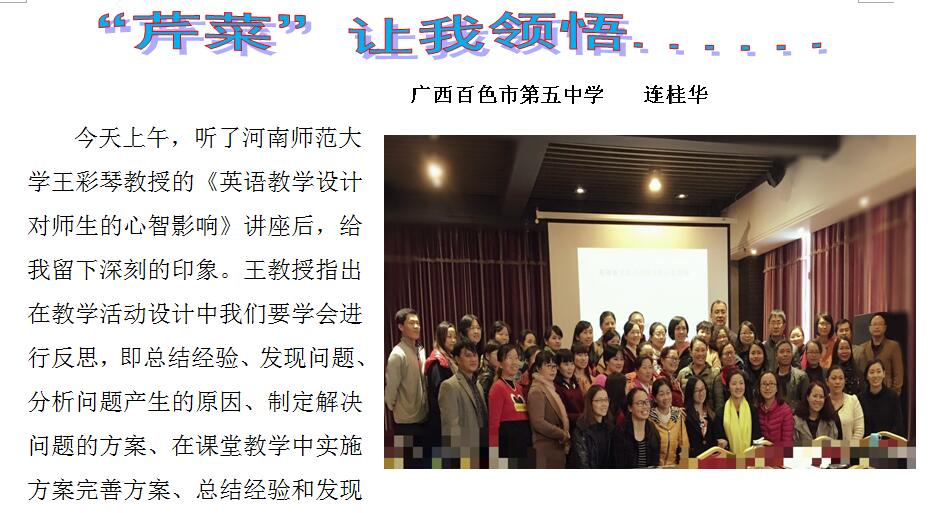 “芹菜” 让我领悟......
广西百色市第五中学 连桂华
今天上午，听了河南师范大
学王彩琴教授的《英语教学设计
对师生的心智影响》讲座后，给
我留下深刻的印象。王教授指出
在教学活动设计中我们要学会进
行反思，即总结经验、发现问题、
分析问题产生的原因、制定解决
问题的方案、在课堂教学中实施
方案完善方案、总结经验和发现